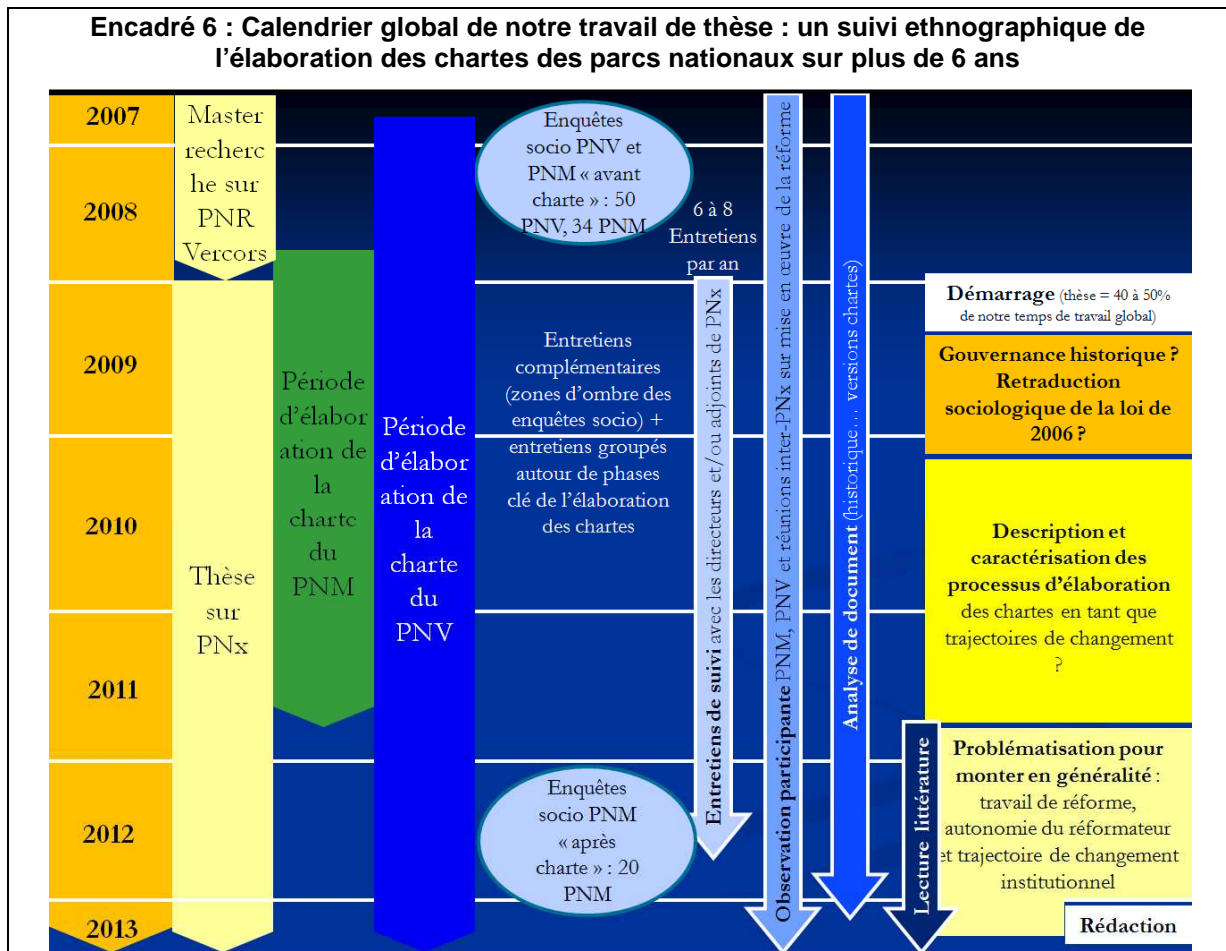 Encadré 6 : Calendrier global de notre travail de thèse : un suivi ethnographique de
l'élaboration des chartes des parcs nationaux sur plus de 6 ans
2007
2008
2009
2010
2011
2012
2013
Master
recherc
he sur
PNR
Vercors
Thèse
sur
PNx
Période
d'élabor
ation de
la
charte
du
PNM
Période
d'élabor
ation de
la
charte
du
PNV
Enquêtes
socio PNV et
PNM « avant
charte » : 50
PNV, 34 PNM
Entretiens
complémentaires
(zones d'ombre des
enquêtes socio) +
entretiens groupés
autour de phases
clé de l'élaboration
des chartes
Enquêtes
socio PNM
« après
charte » : 20
PNM
6 à 8
Entretiens
par an
Entretiens de suivi avec les directeurs et/ou adjoints de PNx
Observation participante PNM, PNV et réunions inter-PNx sur mise en œuvre de la réforme
Analyse de document (historique… versions chartes)
Lecture littérature
Démarrage (thèse = 40 à 50%
de notre temps de travail global)
Gouvernance historique ?
Retraduction
sociologique de la loi de
2006 ?
Description et
caractérisation des
processus d'élaboration
des chartes en tant que
trajectoires de changement
?
Problématisation pour
monter en généralité :
travail de réforme,
autonomie du réformateur
et trajectoire de changement
institutionnel
Rédaction